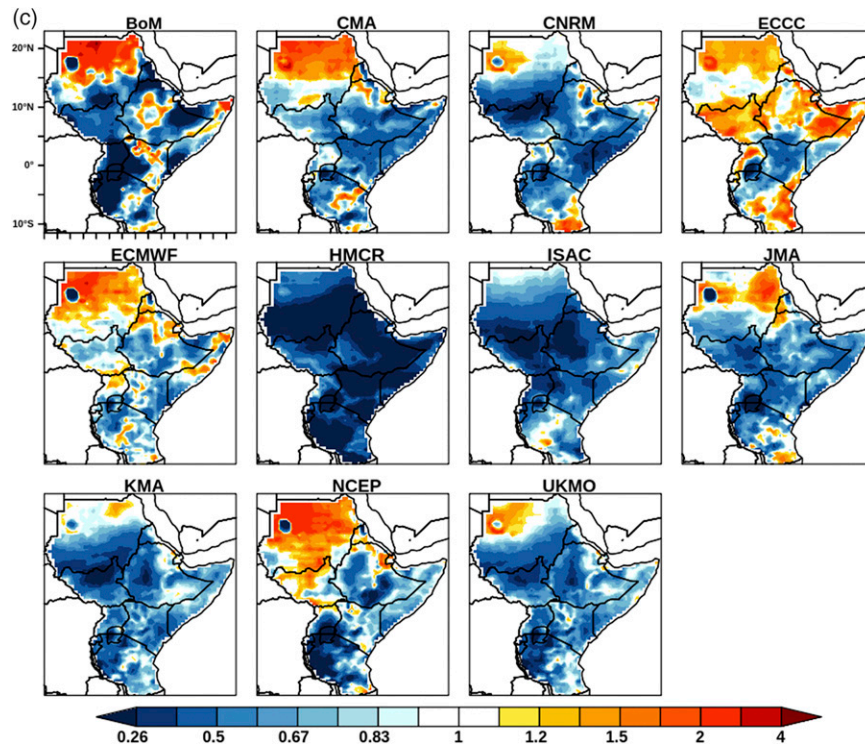 (c)
BoM CMA CNRM ECCC
20°N
10°N
0°
10°S
ECMWF HMCR ISAC JMA
KMA NCEP UKMO
0.26 0.5 0.67 0.83 1 1.2 1.5 2 4